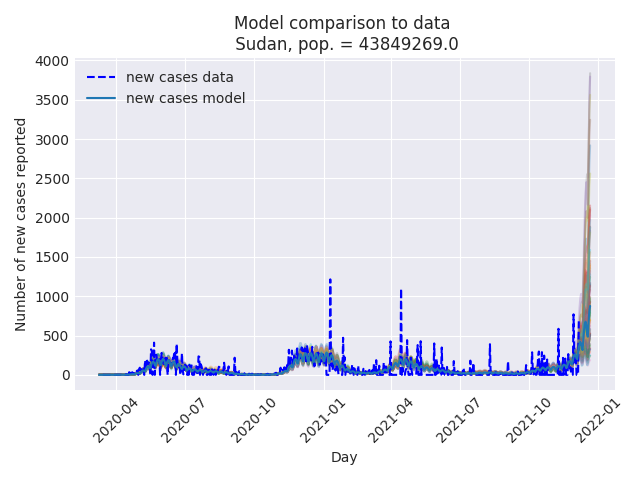 Model comparison to data
Sudan, pop. = 43849269.0
new cases data
new cases model
Number of new cases reported
4000
3500
3000
2500
2000
1500
1000
500
0
2020-04
2020-07
2020-10
2021-01
2021-04
2021-07
2021-10
2022-01
Day